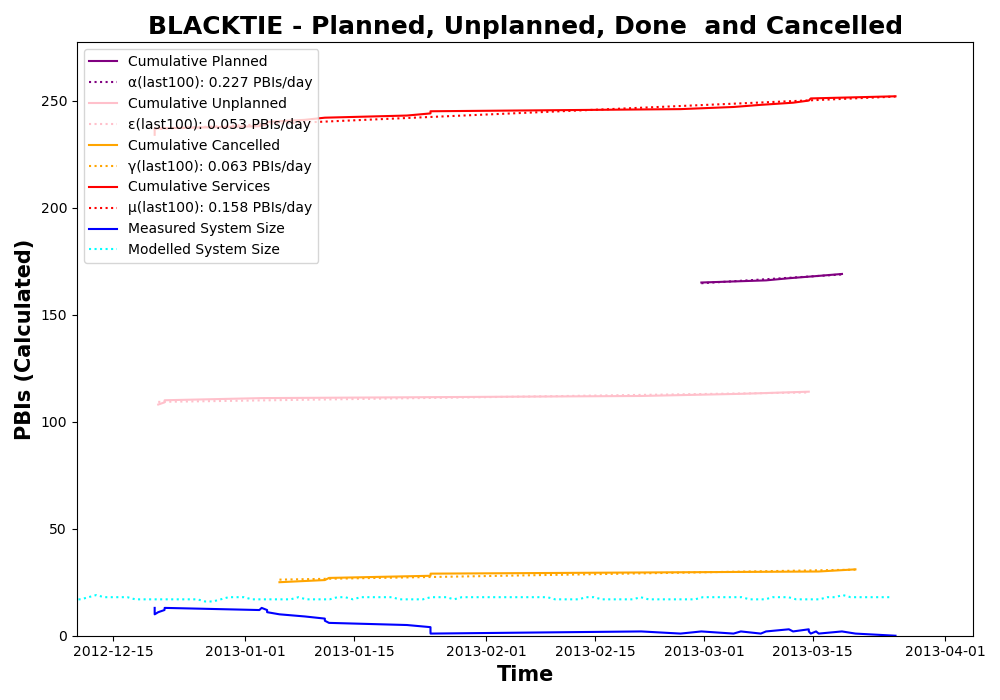 BLACKTIE - Planned, Unplanned, Done  and Cancelled
PBIs (Calculated)
250
200
150
100
50
0
Cumulative Planned
α(last100): 0.227 PBIs/day
Cumulative Unplanned
ε(last100): 0.053 PBIs/day
Cumulative Cancelled
γ(last100): 0.063 PBIs/day
Cumulative Services
μ(last100): 0.158 PBIs/day
Measured System Size
Modelled System Size
2012-12-15
2013-01-01
2013-01-15
2013-02-01
2013-02-15
2013-03-01
2013-03-15
2013-04-01
Time